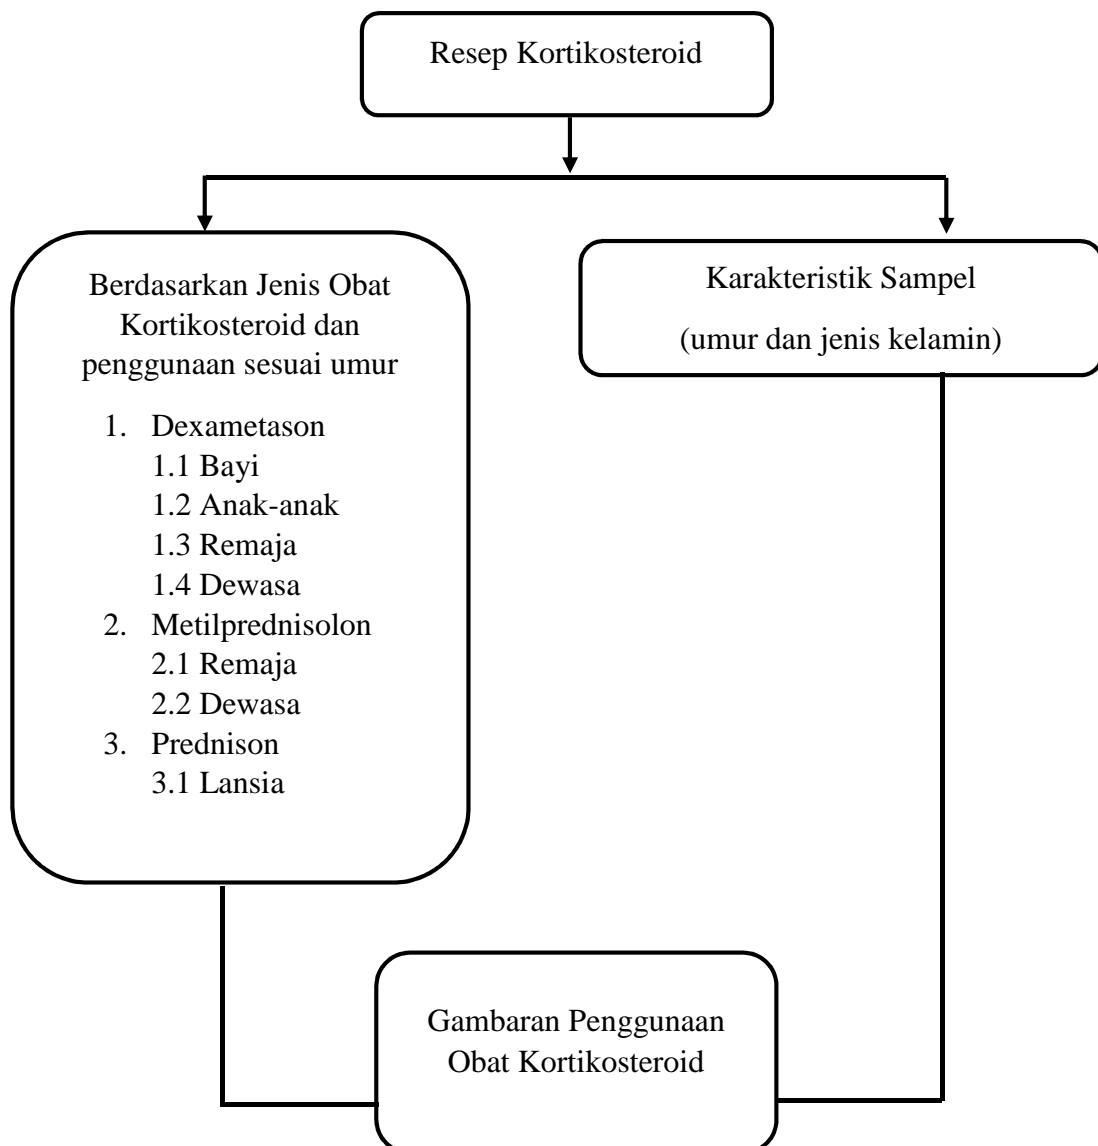 Resep Kortikosteroid
Berdasarkan Jenis Obat
Kortikosteroid dan
penggunaan sesuai umur
1. Dexametason
1.1 Bayi
1.2 Anak-anak
1.3 Remaja
1.4 Dewasa
2. Metilprednisolon
2.1 Remaja
2.2 Dewasa
3. Prednison
3.1 Lansia
Karakteristik Sampel
(umur dan jenis kelamin)
Gambaran Penggunaan
Obat Kortikosteroid